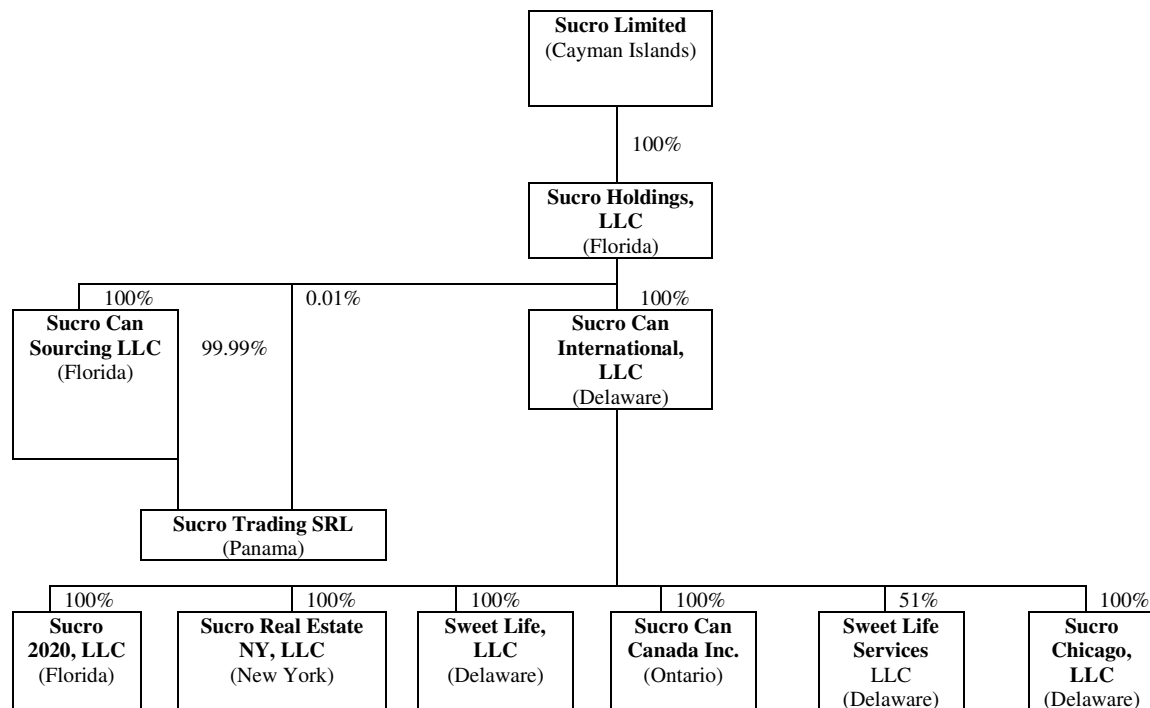 Sucro Limited
(Cayman Islands)
100%
Sucro Holdings,
LLC
(Florida)
100%
0.01%
100%
Sucro Can
Sourcing LLC
(Florida)
99.99%
Sucro Can
International,
LLC
(Delaware)
Sucro Trading SRL
(Panama)
100%
100%
100%
100%
51%
100%
Sucro
2020, LLC
(Florida)
Sucro Real Estate
NY, LLC
(New York)
Sweet Life,
LLC
(Delaware)
Sucro Can
Canada Inc.
(Ontario)
Sweet Life
Services
LLC
(Delaware)
Sucro
Chicago,
LLC
(Delaware)